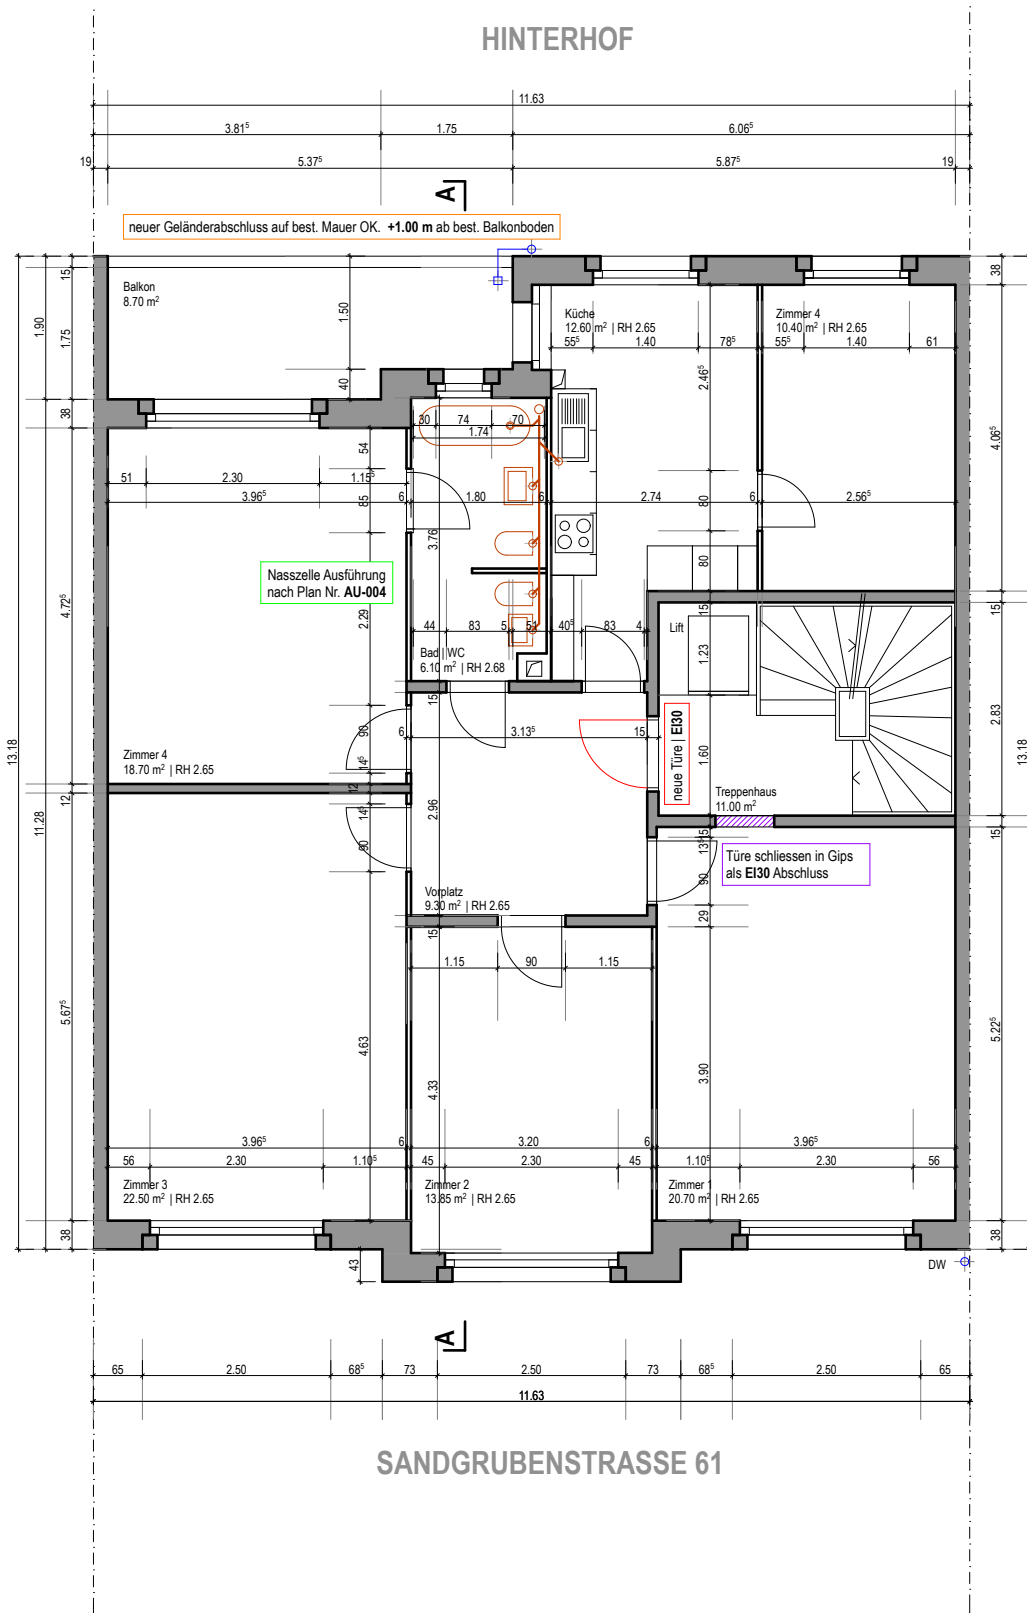 HINTERHOF
11.63
3.81⁵ 1.75 6.06⁵
19 5.37⁵ 5.87⁵ 19
A
neuer Geländerabschluss auf best. Mauer OK. +1.00 m ab best. Balkonboden
Balkon
8.70 m²
Küche
12.60 m² | RH 2.65
Zimmer 4
10.40 m² | RH 2.65
55⁵ 1.40 78⁵ 55⁵ 1.40 61
15
1.90
1.75
1.50
40
38
2.46⁵
38
4.06⁵
30 74 70
1.74
54
51 2.30 1.15⁵
3.96⁵ 6 1.80 6 2.74 6 2.56⁵
85
3.76
80
80
Nasszelle Ausführung
nach Plan Nr. AU-004
4.72⁵
2.29
15
15
44 83 5 51 40⁵ 83 4
Lift
1.23
Bad | WC
6.10 m² | RH 2.68
15
2.83
90
6 3.13⁵ 15
neue Türe | EI30
1.60
13.18
13.18
Zimmer 4
18.70 m² | RH 2.65
14⁵
12
12
14⁵
2.96
Treppenhaus
11.00 m²
11.28
90
15
13⁵
15
Türe schliessen in Gips
als EI30 Abschluss
90
Vorplatz
9.30 m² | RH 2.65
29
15
1.15 90 1.15
5.67⁵
4.63
4.33
3.90
5.22⁵
3.96⁵ 6 3.20 6 3.96⁵
56 2.30 1.10⁵ 45 2.30 45 1.10⁵ 2.30 56
Zimmer 3
22.50 m² | RH 2.65
Zimmer 2
13.85 m² | RH 2.65
Zimmer 1
20.70 m² | RH 2.65
38
38
43
DW
A
65 2.50 68⁵ 73 2.50 73 68⁵ 2.50 65
11.63
SANDGRUBENSTRASSE 61